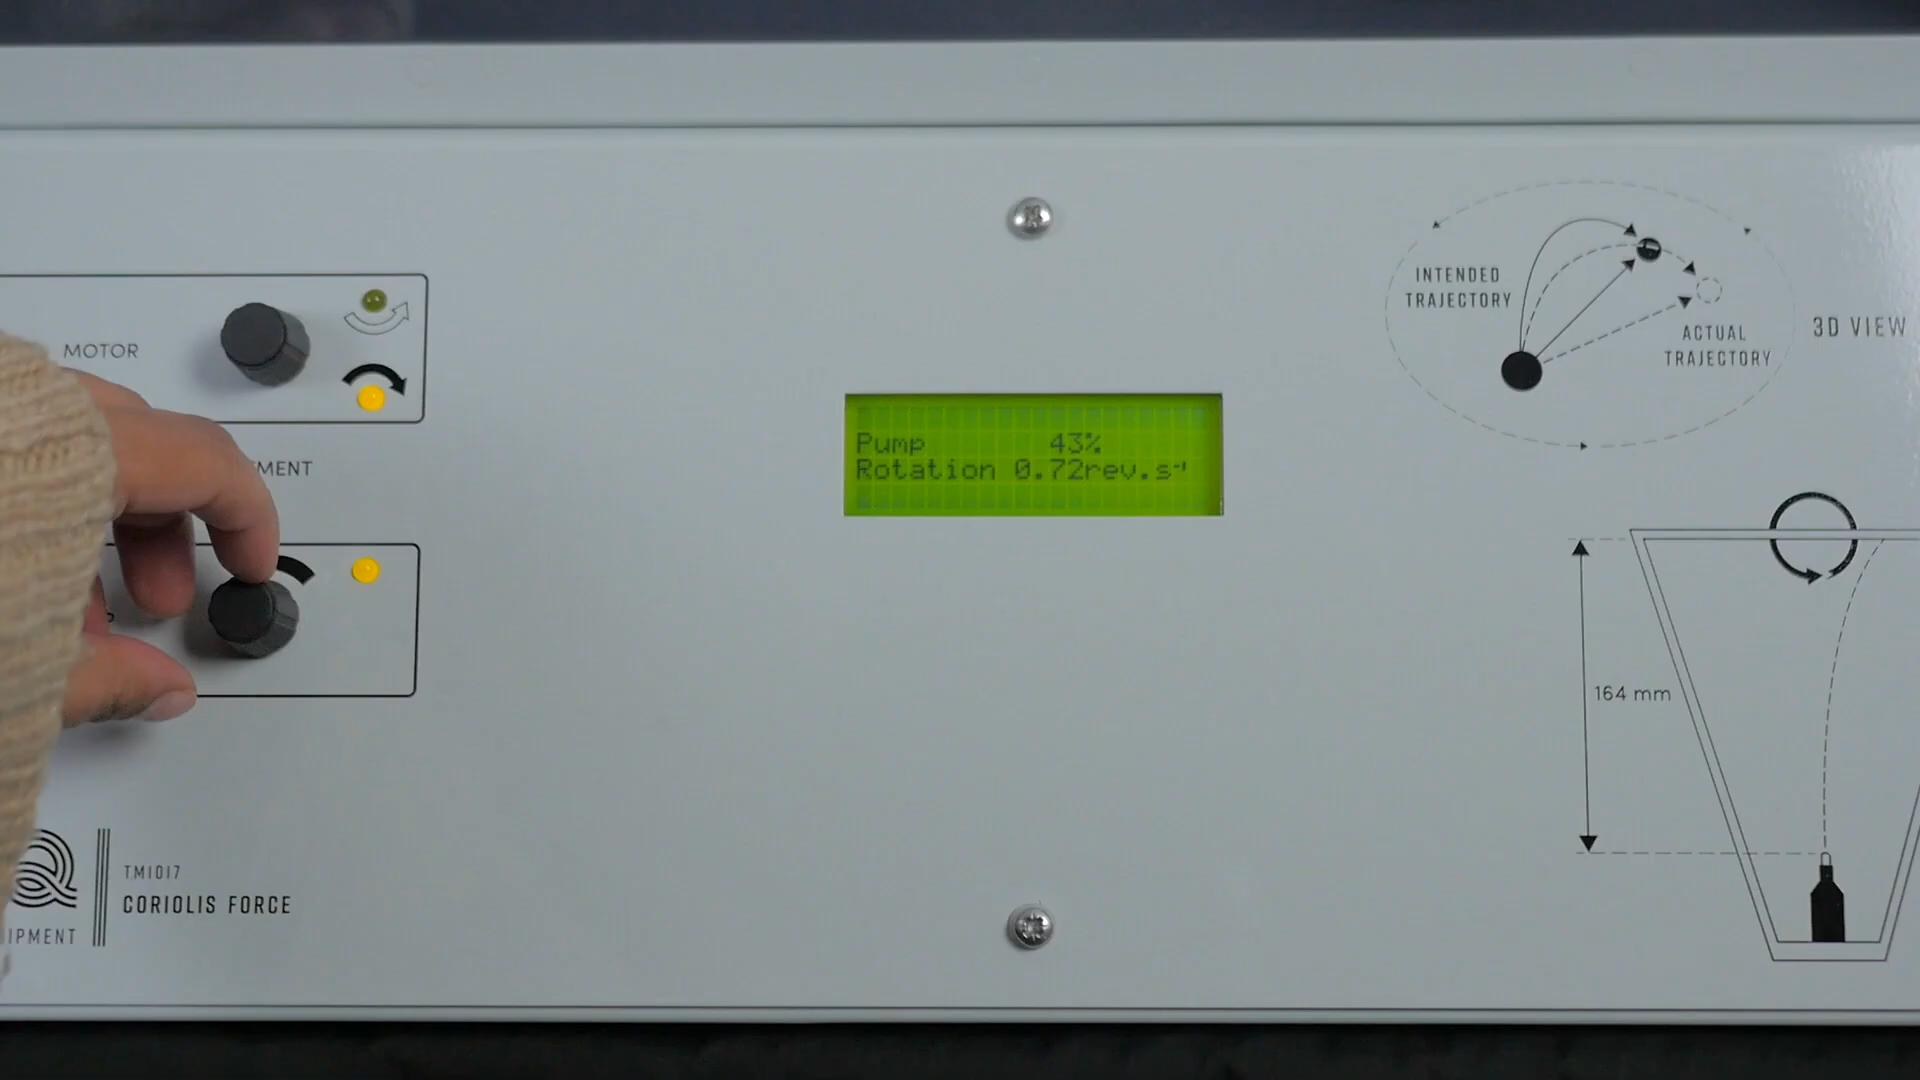 MOTOR
MENT
Pump 43%
Rotation 0.72rev.s⁻¹
INTENDED
TRAJECTORY
ACTUAL
TRAJECTORY
3D VIEW
164 mm
TM1017
CORIOLIS FORCE
IPMENT